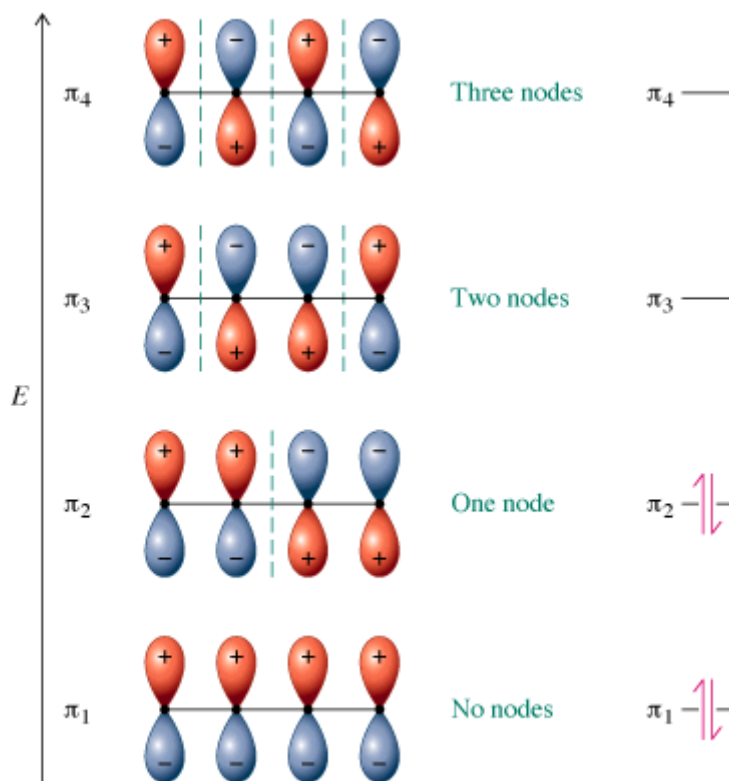 + − + −
π4 Three nodes π4
− + − +
+ − − +
π3 Two nodes π3
− + + −
E
+ + − −
π2 One node π2
− − + +
+ + + +
π1 No nodes π1
− − − −